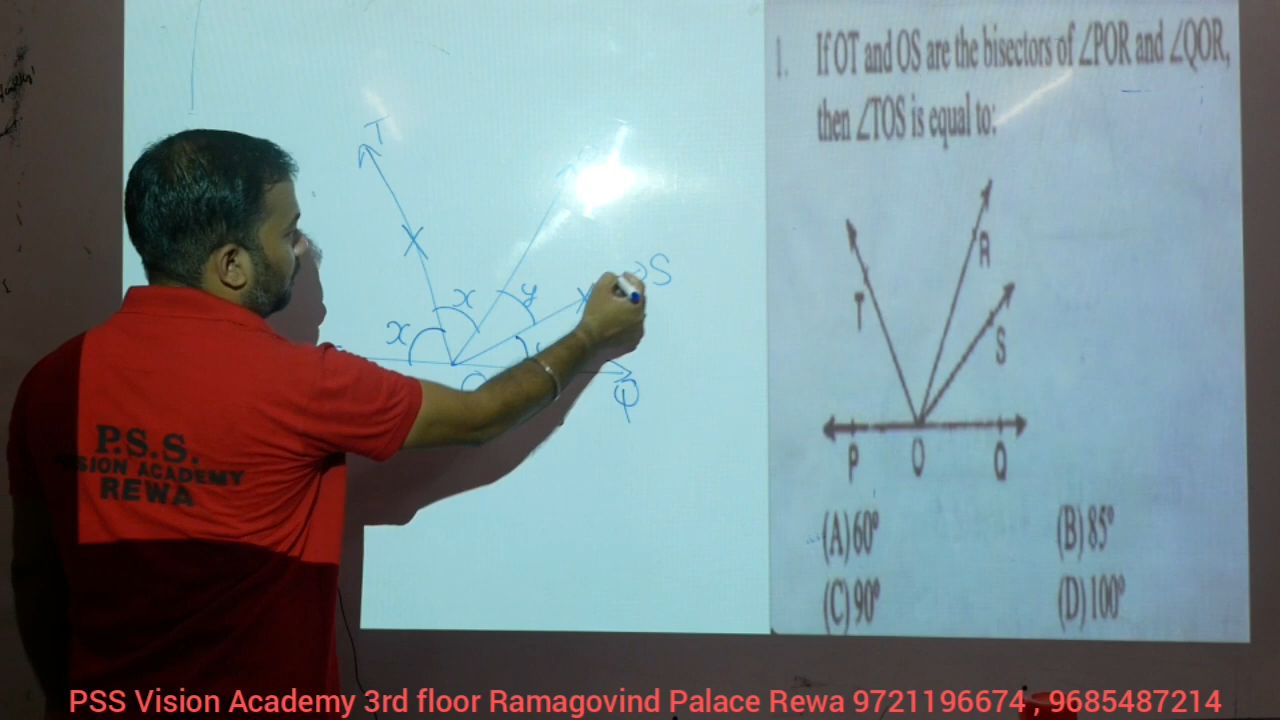 1. If OT and OS are the bisectors of ∠POR and ∠QOR,
then ∠TOS is equal to:
T
R
S
P O Q
(A) 60° (B) 85°
(C) 90° (D) 100°
T
S
x
y
x
Q
P.S.S.
VISION ACADEMY
REWA
PSS Vision Academy 3rd floor Ramagovind Palace Rewa 9721196674 , 9685487214